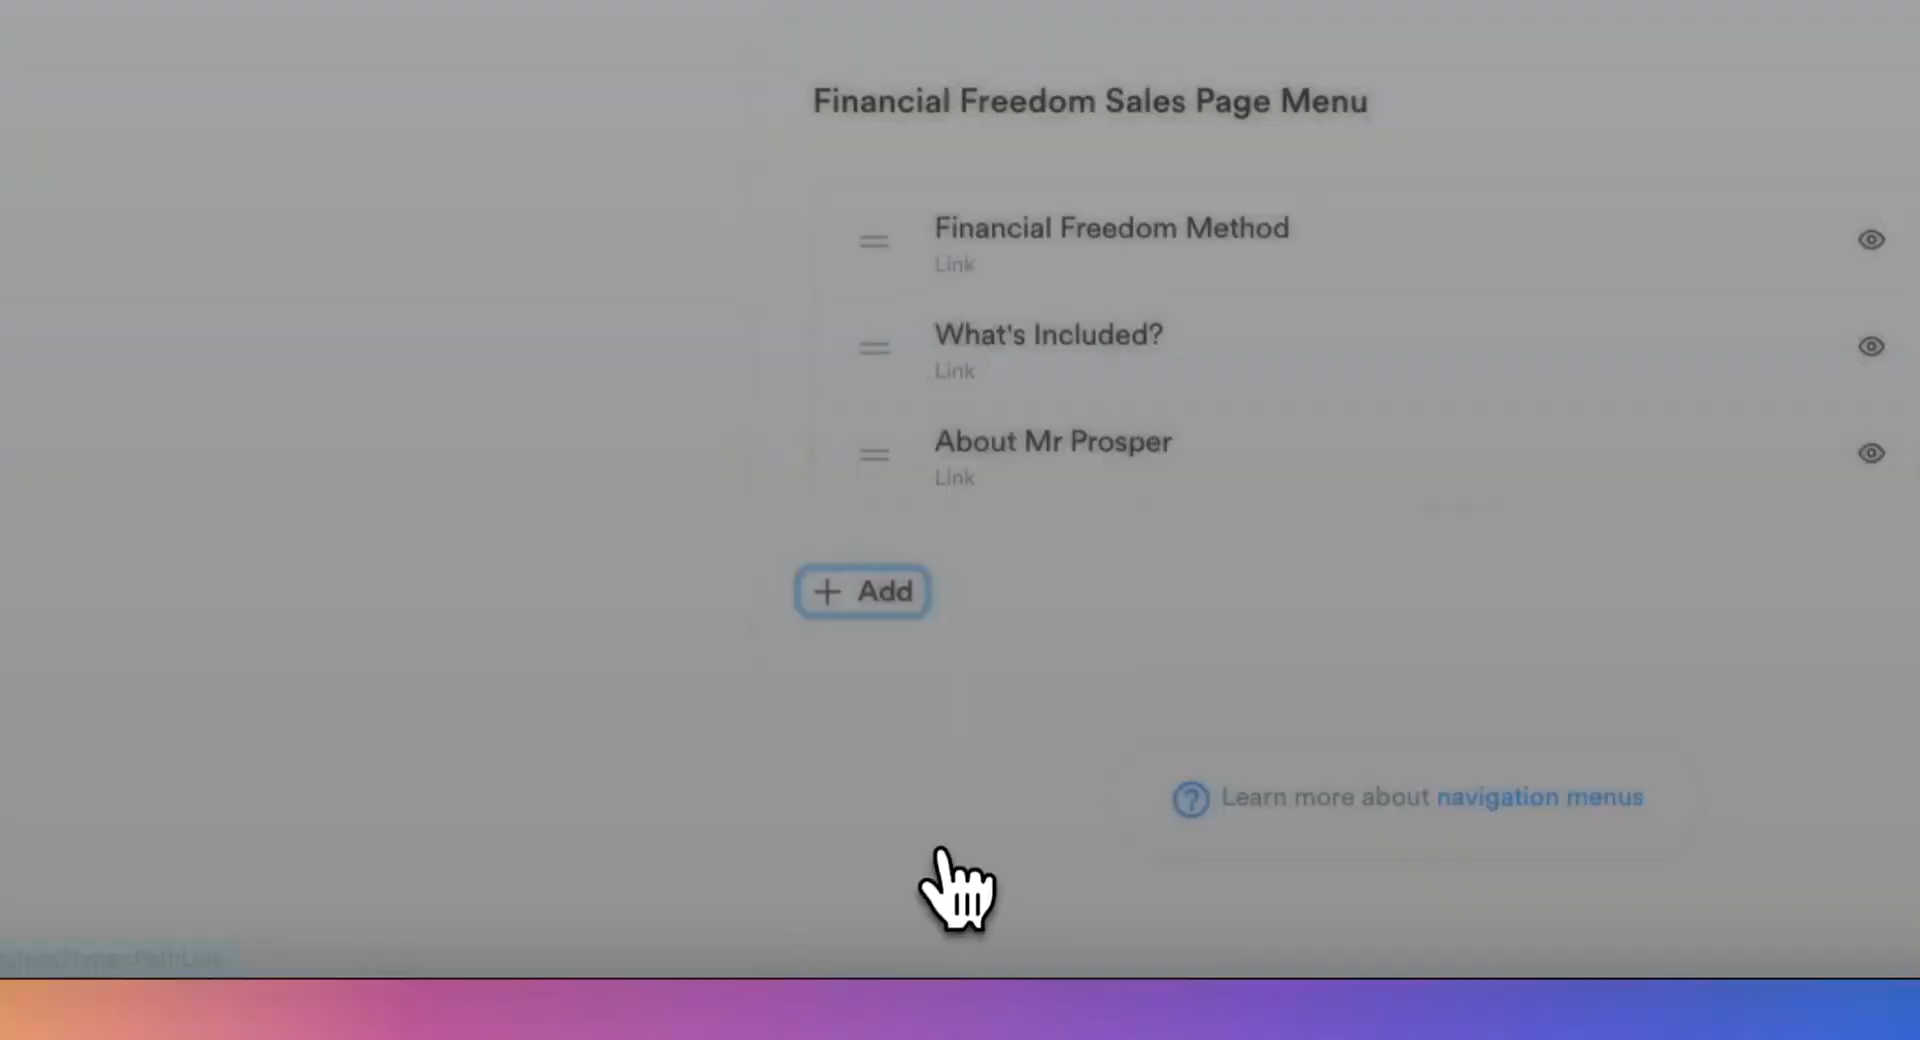 Financial Freedom Sales Page Menu
Financial Freedom Method
Link
What's Included?
Link
About Mr Prosper
Link
+ Add
Learn more about navigation menus